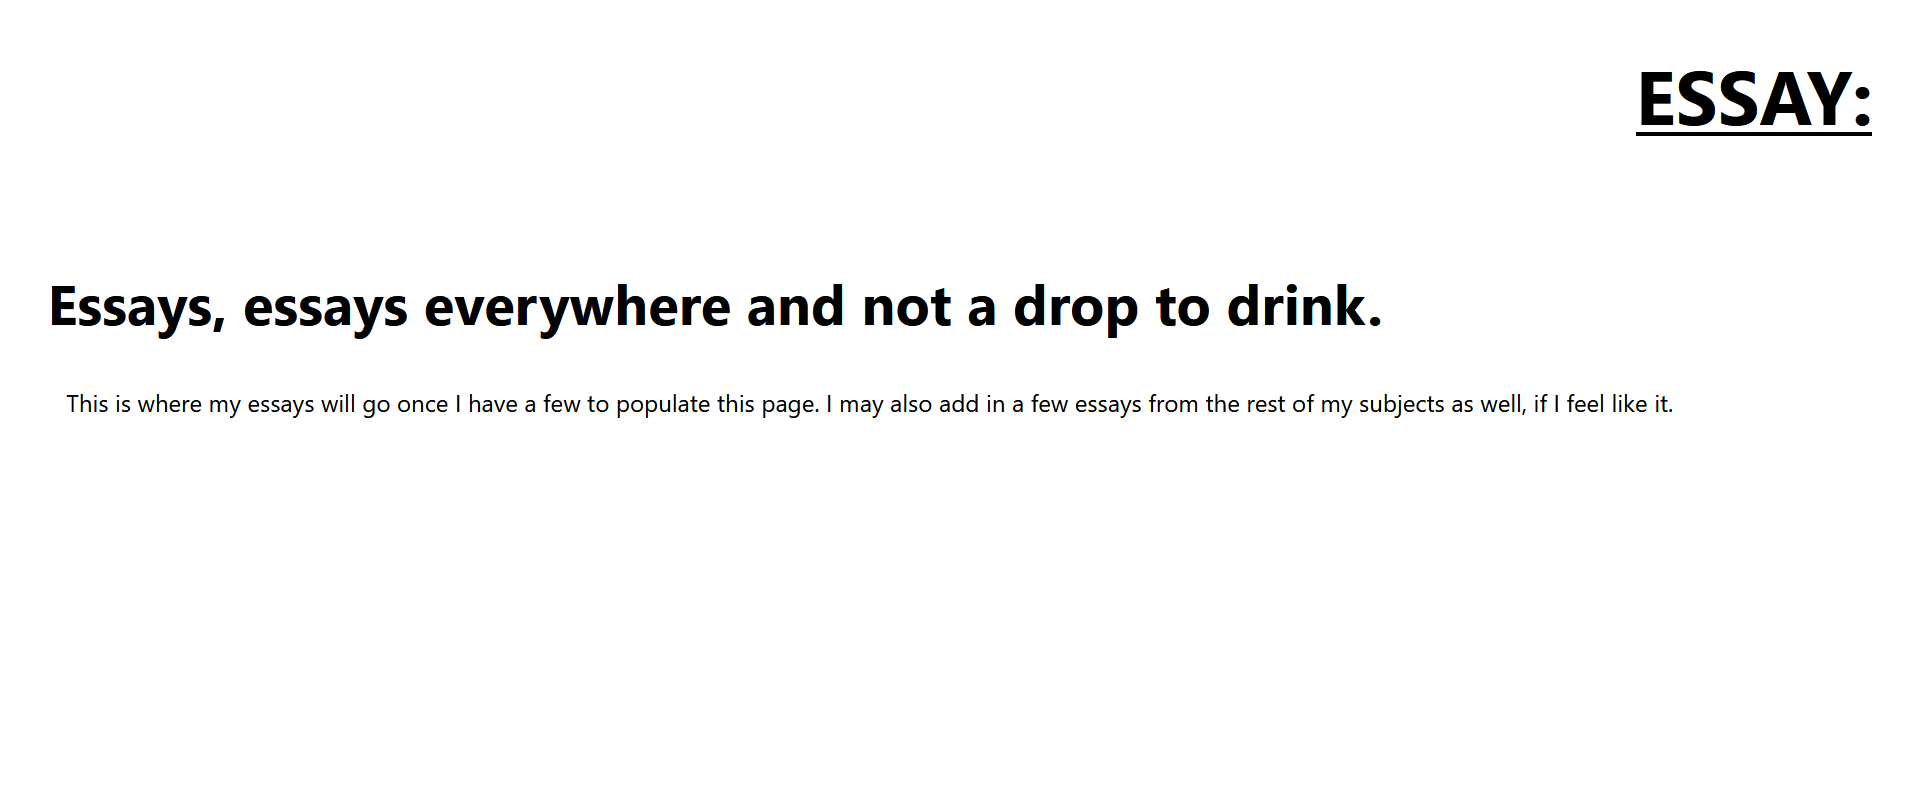 ESSAY:
Essays, essays everywhere and not a drop to drink.
This is where my essays will go once I have a few to populate this page. I may also add in a few essays from the rest of my subjects as well, if I feel like it.